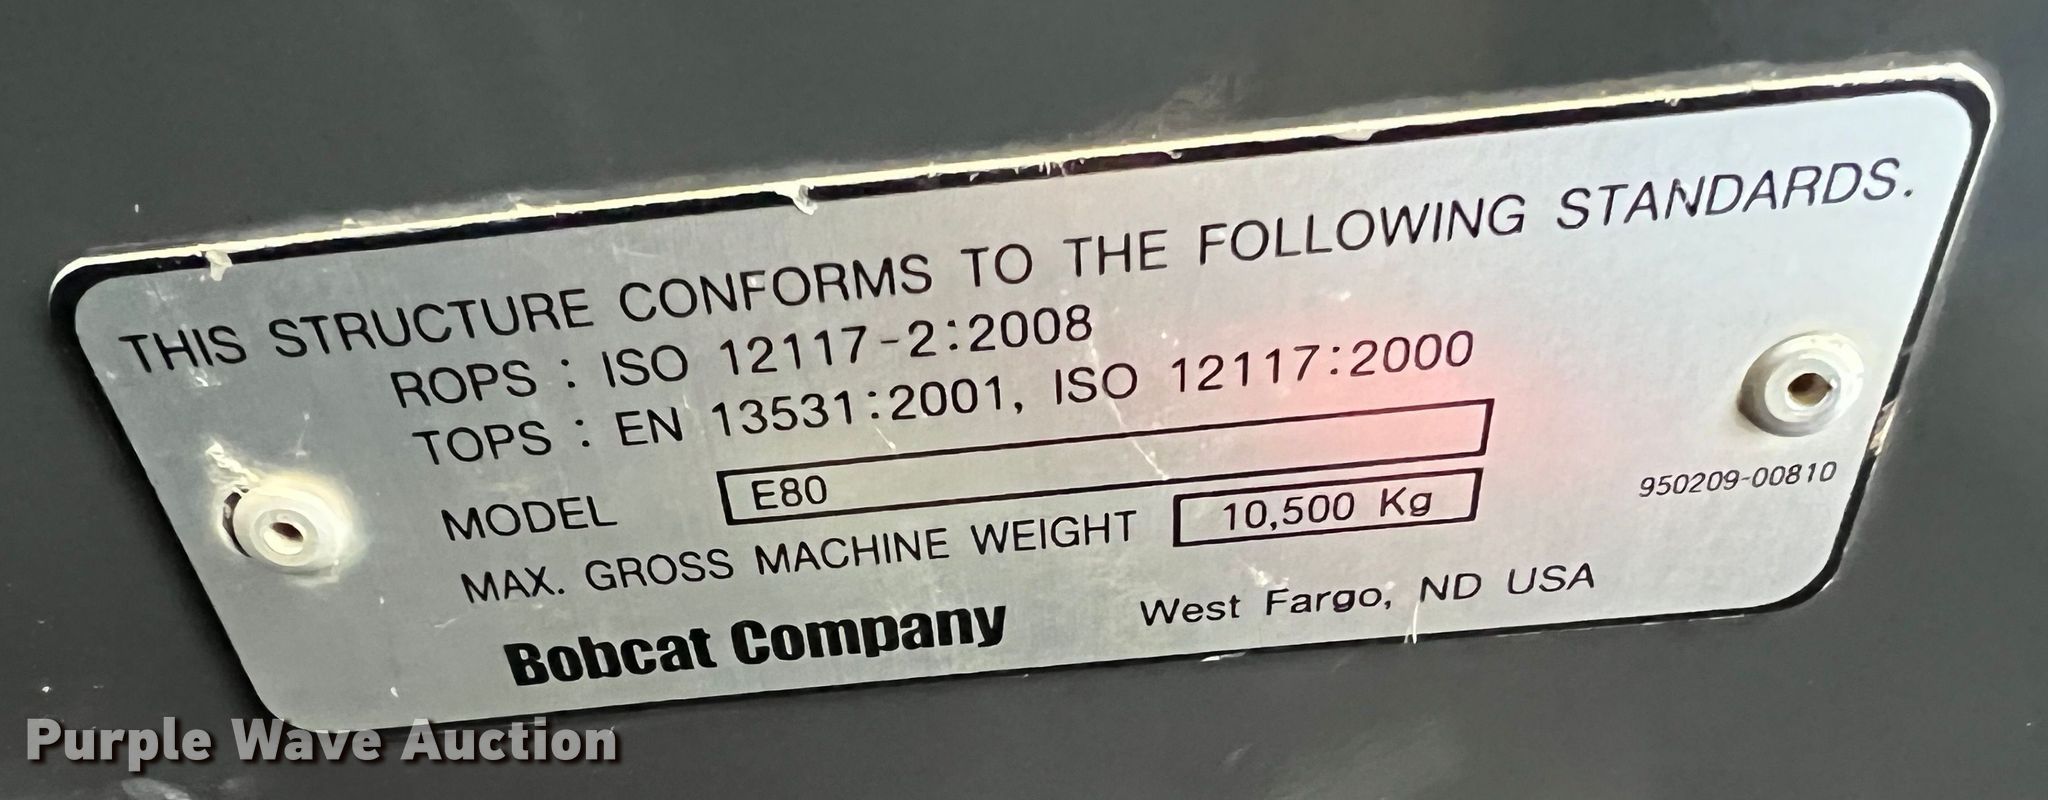 THIS STRUCTURE CONFORMS TO THE FOLLOWING STANDARDS.
ROPS : ISO 12117-2:2008
TOPS : EN 13531:2001, ISO 12117:2000
MODEL E80
MAX. GROSS MACHINE WEIGHT 10,500 Kg
950209-00810
Bobcat Company West Fargo, ND USA
Purple Wave Auction